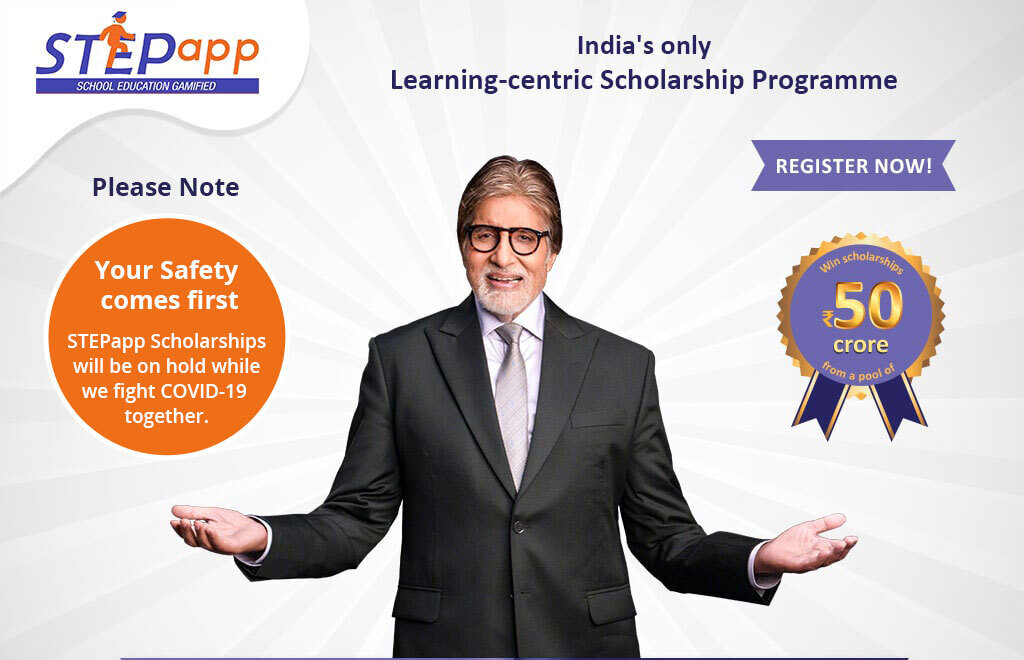 STEPapp
SCHOOL EDUCATION GAMIFIED
India's only
Learning-centric Scholarship Programme
REGISTER NOW!
Please Note
Your Safety
comes first
STEPapp Scholarships
will be on hold while
we fight COVID-19
together.
Win scholarships
₹50
crore
from a pool of